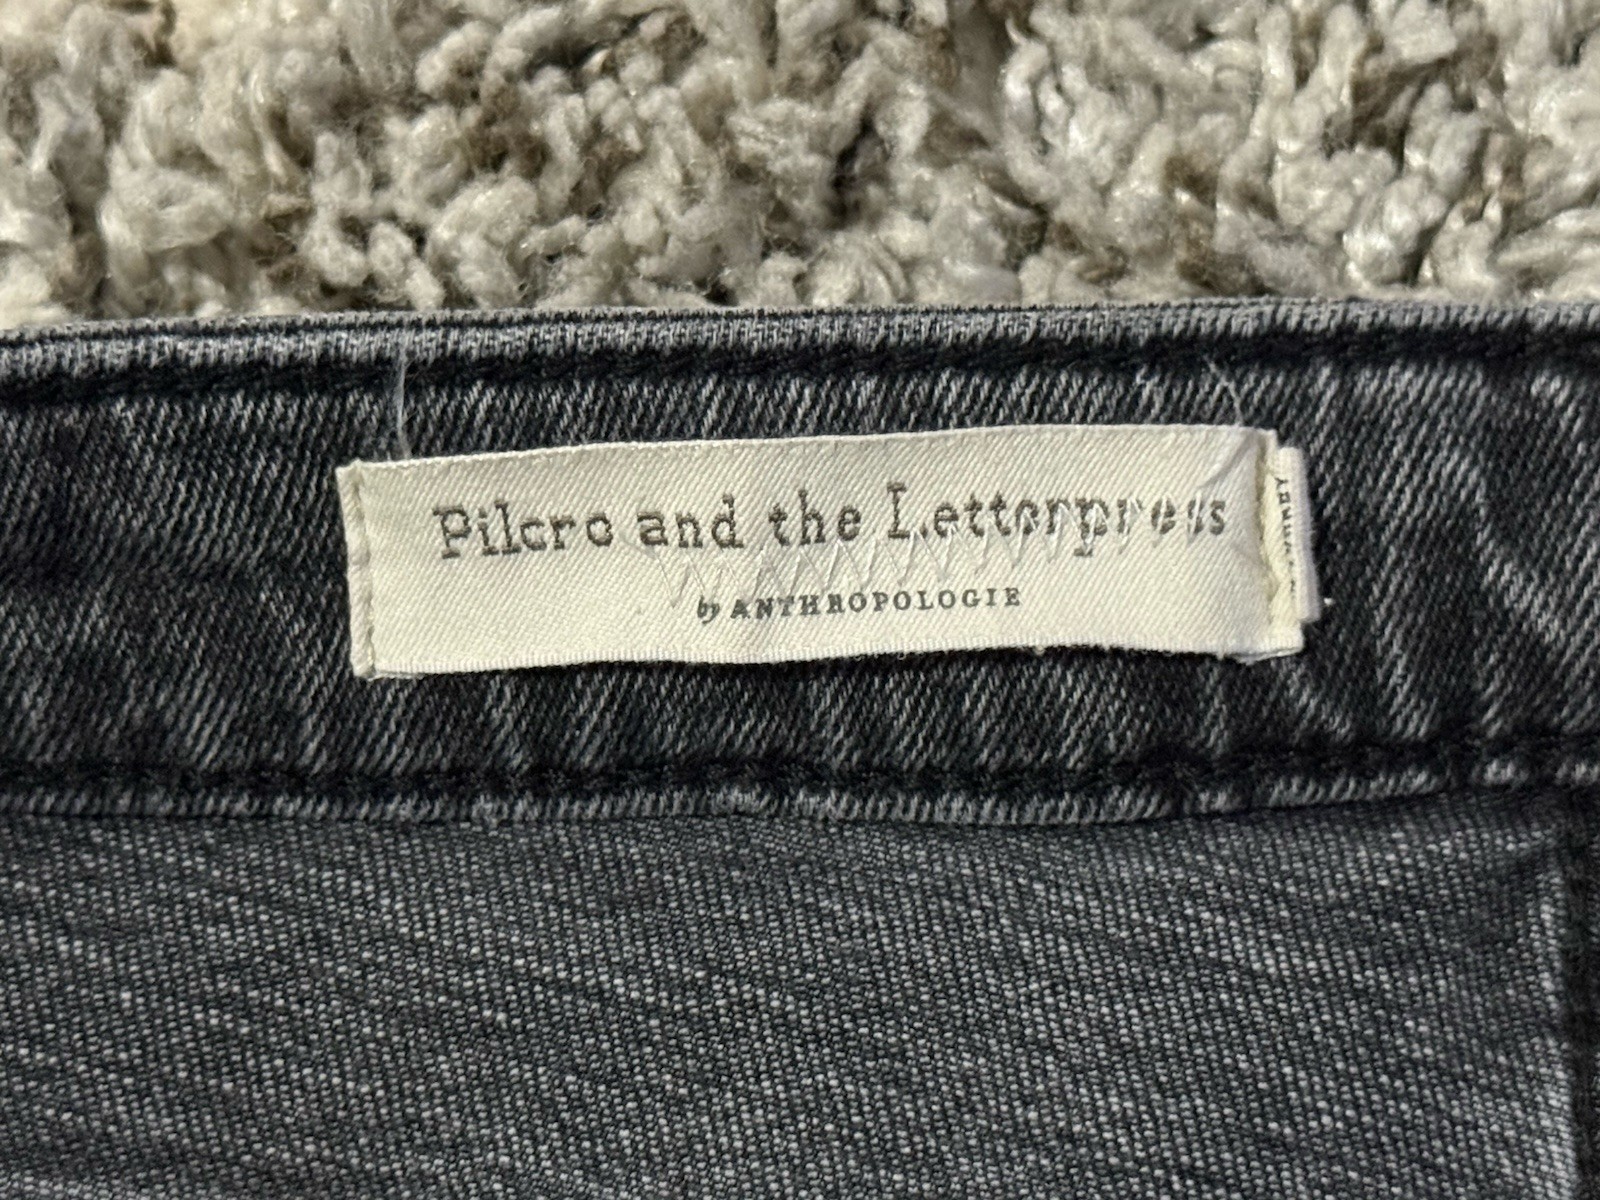 Pilcro and the Letterpress
by ANTHROPOLOGIE